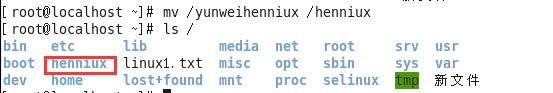 [root@localhost ~]# mv /yunweihenniux /henniux
[root@localhost ~]# ls /
bin etc lib media net root srv usr
boot henniux linux1.txt misc opt sbin sys var
dev home lost+found mnt proc selinux tmp 新文件
[root@localhost ~]#